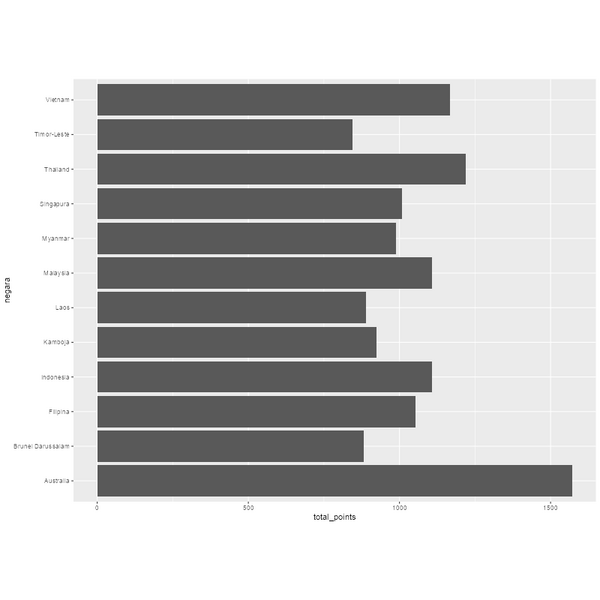 Vietnam
Timor-Leste
Thailand
Singapura
Myanmar
Malaysia
Laos
Kamboja
Indonesia
Filipina
Brunei Darussalam
Australia
negara
0 500 1000 1500
total_points